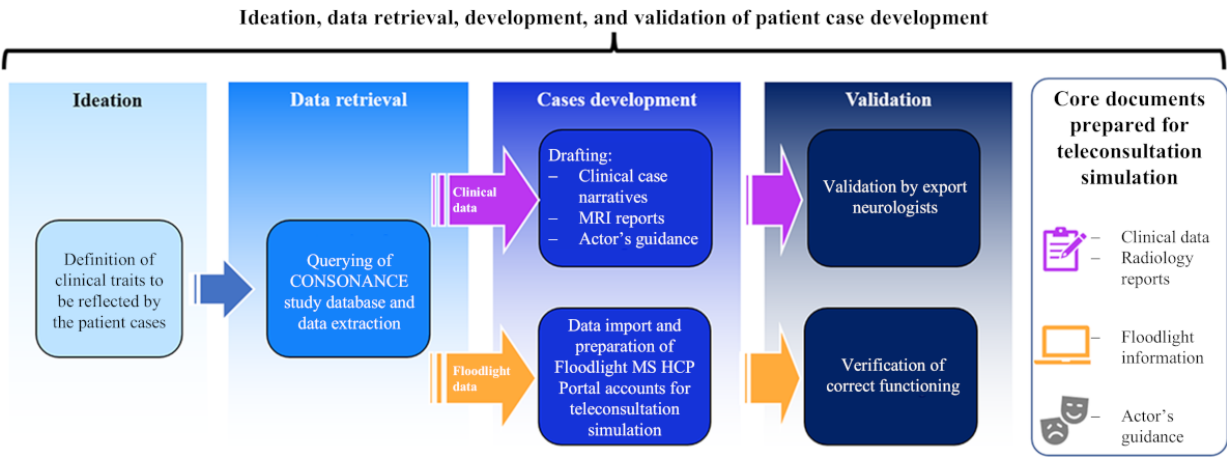 Ideation, data retrieval, development, and validation of patient case development
Ideation
Definition of
clinical traits to
be reflected by
the patient cases
Data retrieval
Querying of
CONSONANCE
study database and
data extraction
Clinical
data
Floodlight
data
Cases development
Drafting:
– Clinical case
narratives
– MRI reports
– Actor’s guidance
Data import and
preparation of
Floodlight MS HCP
Portal accounts for
teleconsultation
simulation
Validation
Validation by export
neurologists
Verification of
correct functioning
Core documents
prepared for
teleconsultation
simulation
– Clinical data
– Radiology
reports
– Floodlight
information
– Actor’s
guidance